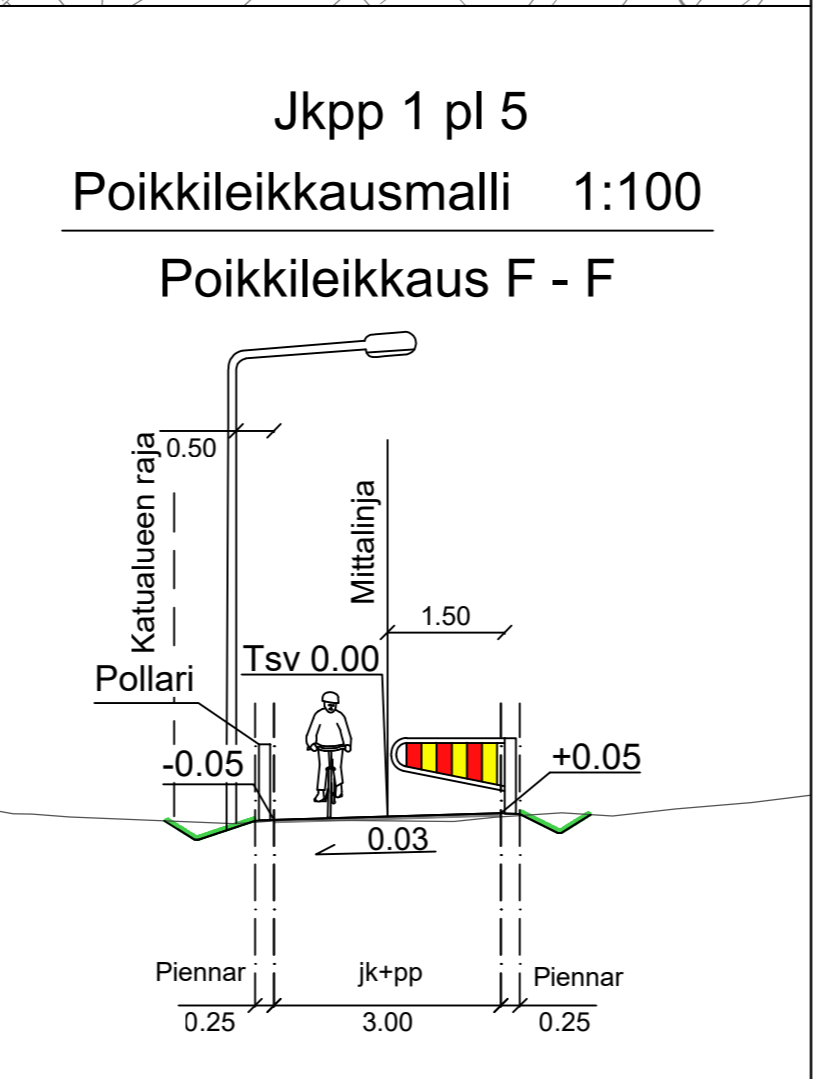 Jkpp 1 pl 5
Poikkileikkausmalli 1:100
Poikkileikkaus F - F
0.50
Katualueen raja
Mittalinja
1.50
Tsv 0.00
Pollari
-0.05
+0.05
0.03
Piennar jk+pp Piennar
0.25 3.00 0.25